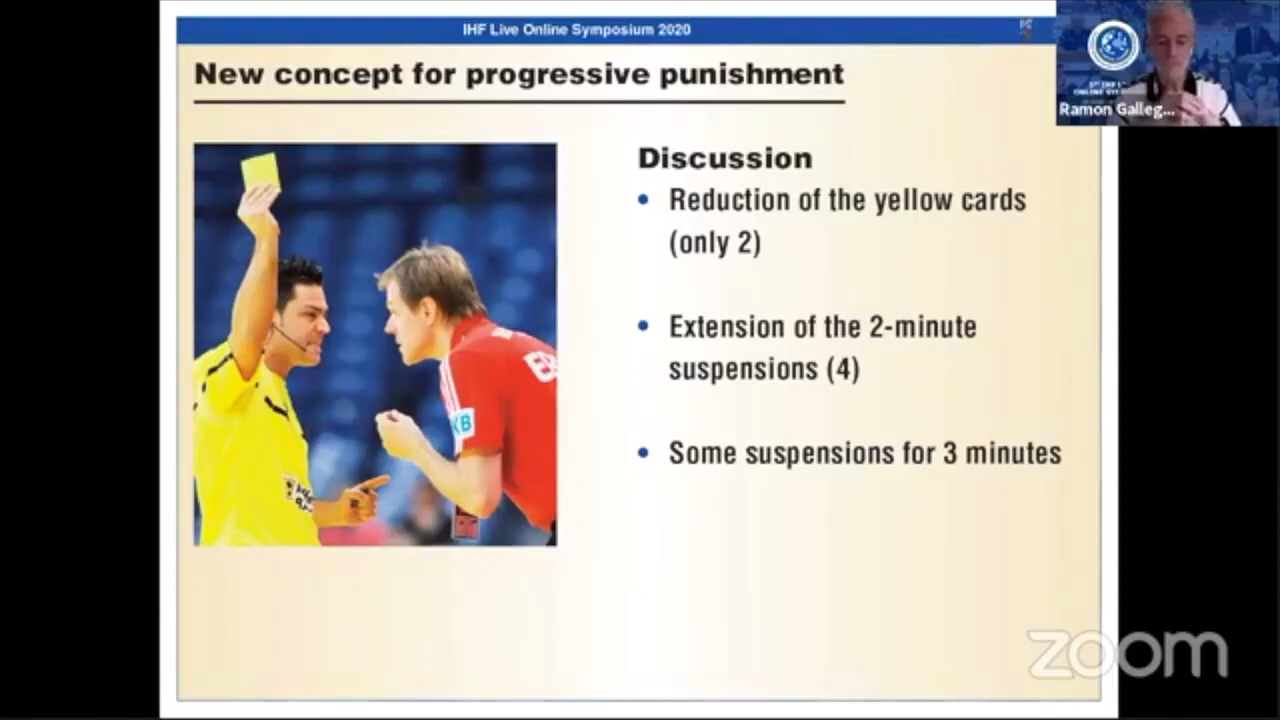 IHF Live Online Symposium 2020
New concept for progressive punishment
Ramon Galleg...
Discussion
• Reduction of the yellow cards
(only 2)
• Extension of the 2-minute
suspensions (4)
• Some suspensions for 3 minutes
zoom